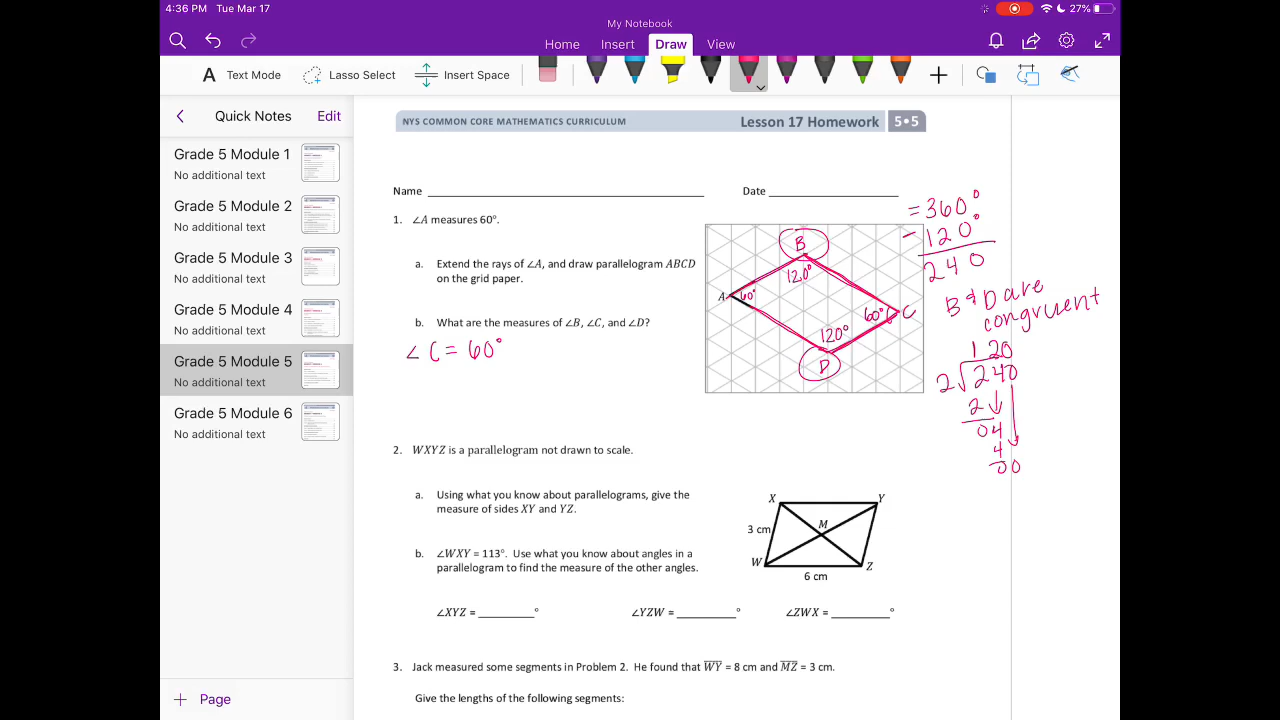 4:36 PM Tue Mar 17
27%
My Notebook
Home Insert Draw View
Text Mode Lasso Select Insert Space
Quick Notes Edit
Grade 5 Module 1
No additional text
Grade 5 Module 2
No additional text
Grade 5 Module 3
No additional text
Grade 5 Module 4
No additional text
Grade 5 Module 5
No additional text
Grade 5 Module 6
No additional text
Page
NYS COMMON CORE MATHEMATICS CURRICULUM Lesson 17 Homework 5•5
Name Date
1. ∠A measures 60°.
a. Extend the rays of ∠A, and draw parallelogram ABCD
on the grid paper.
b. What are the measures of ∠B, ∠C, and ∠D?
∠ C = 60°
B
120°
A 60°
60° C
120
D
= 360°
- 120°
240
B & D are
congruent
120
2√240
2
04
4
00
2. WXYZ is a parallelogram not drawn to scale.
a. Using what you know about parallelograms, give the
measure of sides XY and YZ.
b. ∠WXY = 113°. Use what you know about angles in a
parallelogram to find the measure of the other angles.
X Y
3 cm M
W Z
6 cm
∠XYZ = ________° ∠YZW = ________° ∠ZWX = ________°
3. Jack measured some segments in Problem 2. He found that WY = 8 cm and MZ = 3 cm.
Give the lengths of the following segments: